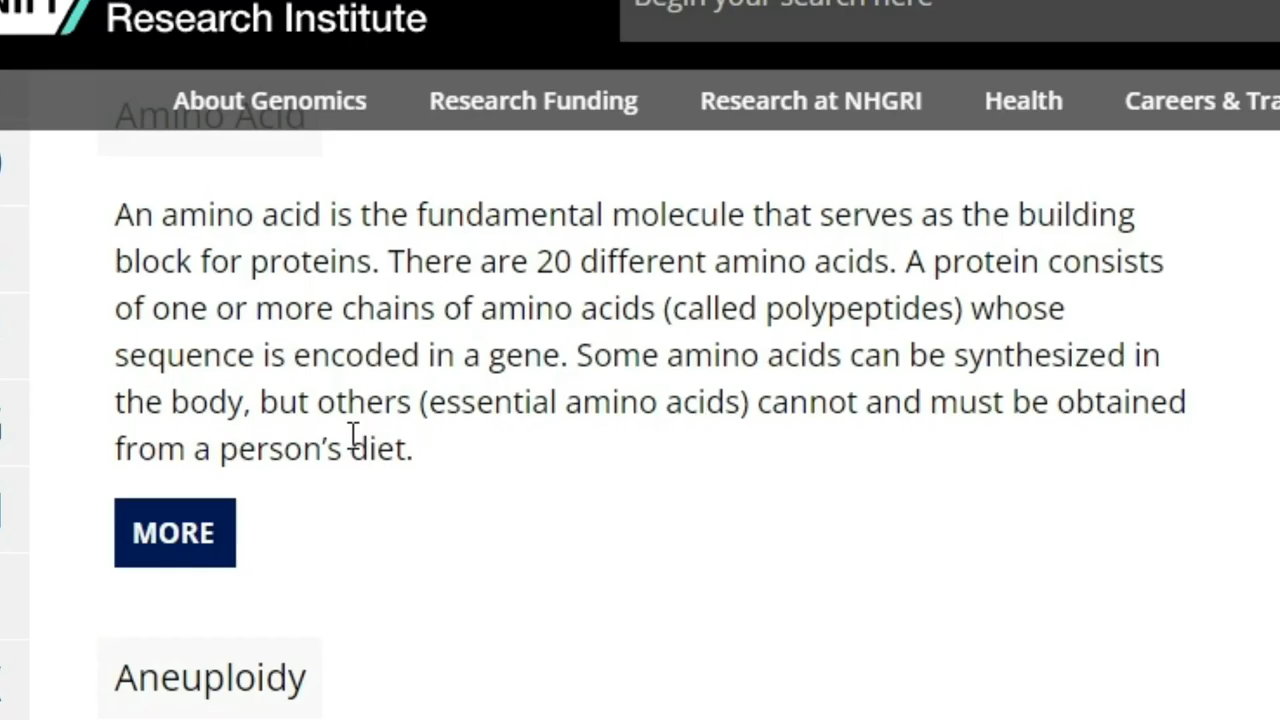 Research Institute
Begin your search here
About Genomics Research Funding Research at NHGRI Health Careers &
Amino Acid
An amino acid is the fundamental molecule that serves as the building
block for proteins. There are 20 different amino acids. A protein consists
of one or more chains of amino acids (called polypeptides) whose
sequence is encoded in a gene. Some amino acids can be synthesized in
the body, but others (essential amino acids) cannot and must be obtained
from a person’s diet.
MORE
Aneuploidy